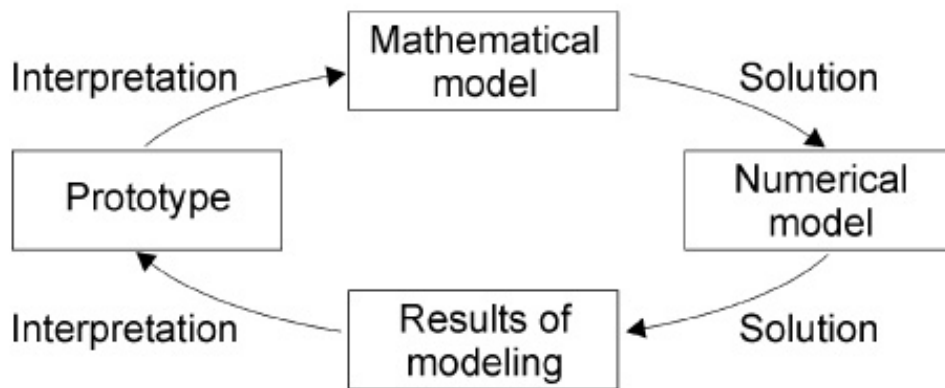 Mathematical
model
Interpretation
Solution
Prototype
Numerical
model
Interpretation
Results of
modeling
Solution